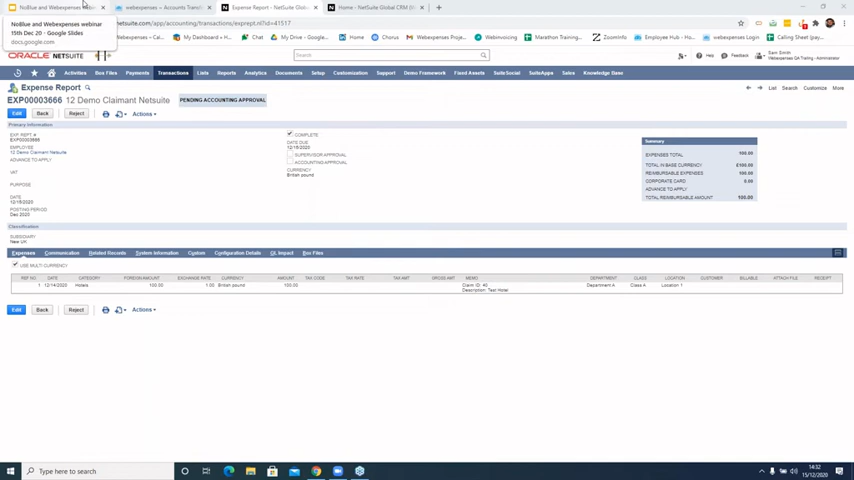 NoBlue and Webexpenses webinar
webexpenses – Accounts Trans
Expense Report - NetSuite Glob
Home - NetSuite Global CRM (N
NoBlue and Webexpenses webinar
15th Dec 20 - Google Slides
docs.google.com
netsuite.com/app/accounting/transactions/exprept.nl?id=41517
webexpenses - Cale...
My Dashboard - H...
Chat
My Drive - Google...
Home
Chorus
Webexpenses Proje...
Webinvoicing
Marathon Training...
ZoomInfo
Employee Hub - Ho...
webexpenses Login
Calling Sheet (pay...
ORACLE
NETSUITE
Search
Help
Feedback
Sam Smith
Webexpenses QA Trailing - Administrator
Activities Box Files Payments Transactions Lists Reports Analytics Documents Setup Customization Support Demo Framework Fixed Assets SuiteSocial SuiteApps Sales Knowledge Base
Expense Report
List Search Customize More
EXP00003666 12 Demo Claimant Netsuite PENDING ACCOUNTING APPROVAL
Edit Back Reject Actions
Primary Information
EXP. REPT. #
EXP00003666
EMPLOYEE
12 Demo Claimant Netsuite
ADVANCE TO APPLY
VAT
PURPOSE
DATE
12/15/2020
POSTING PERIOD
Dec 2020
COMPLETE
DATE DUE
12/15/2020
SUPERVISOR APPROVAL
ACCOUNTING APPROVAL
CURRENCY
British pound
Summary
EXPENSES TOTAL 100.00
TOTAL IN BASE CURRENCY £100.00
REIMBURSABLE EXPENSES 100.00
CORPORATE CARD 0.00
ADVANCE TO APPLY
TOTAL REIMBURSABLE AMOUNT 100.00
Classification
SUBSIDIARY
New UK
Expenses Communication Related Records System Information Custom Configuration Details GL Impact Box Files
USE MULTI CURRENCY
REF NO. DATE CATEGORY FOREIGN AMOUNT EXCHANGE RATE CURRENCY AMOUNT TAX CODE TAX RATE TAX AMT GROSS AMT MEMO DEPARTMENT CLASS LOCATION CUSTOMER BILLABLE ATTACH FILE RECEIPT
1 12/14/2020 Hotels 100.00 1.00 British pound 100.00 Claim ID: 40 Department A Class A Location 1
Description: Test Hotel
Edit Back Reject Actions
Type here to search
14:32
15/12/2020